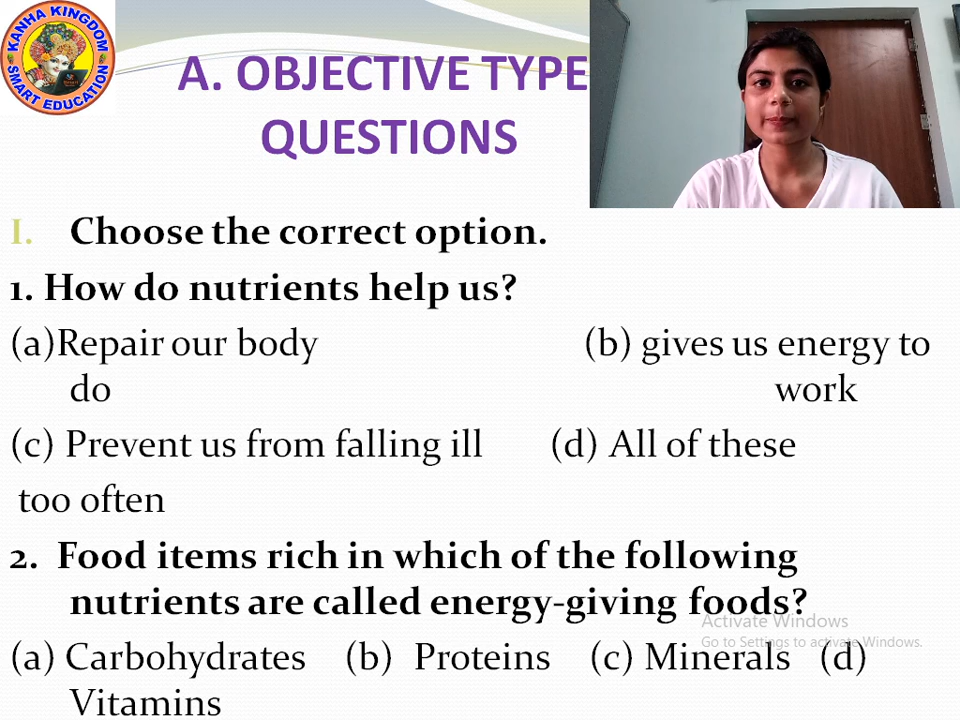 KANHA KINGDOM
SMART EDUCATION
A. OBJECTIVE TYPE
QUESTIONS
I. Choose the correct option.
1. How do nutrients help us?
(a)Repair our body (b) gives us energy to
do work
(c) Prevent us from falling ill (d) All of these
too often
2. Food items rich in which of the following
nutrients are called energy-giving foods?
Activate Windows
Go to Settings to activate Windows.
(a) Carbohydrates (b) Proteins (c) Minerals (d)
Vitamins